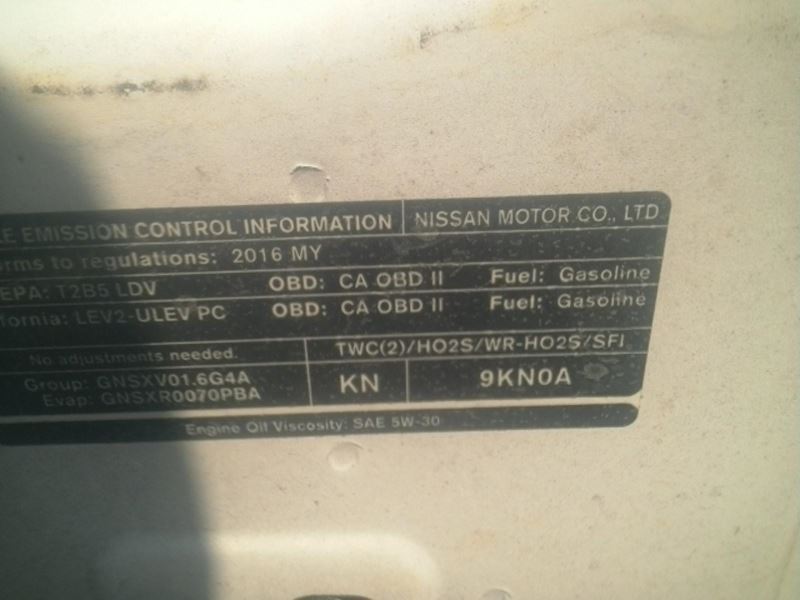 LE EMISSION CONTROL INFORMATION NISSAN MOTOR CO., LTD
orms to regulations: 2016 MY
EPA: T2B5 LDV OBD: CA OBD II Fuel: Gasoline
fornia: LEV2-ULEV PC OBD: CA OBD II Fuel: Gasoline
No adjustments needed. TWC(2)/HO2S/WR-HO2S/SFI
Group: GNSXV01.6G4A KN 9KN0A
Evap: GNSXR0070PBA
Engine Oil Viscosity: SAE 5W-30